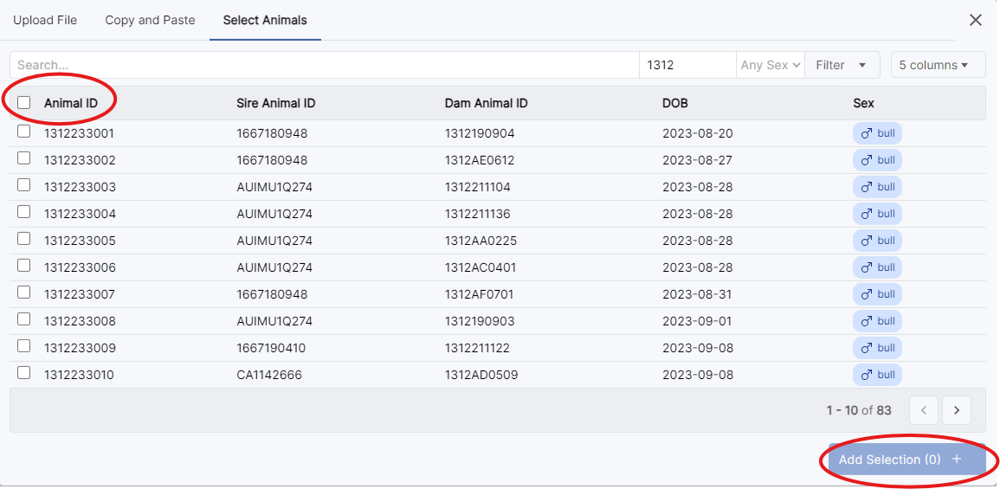 Upload File Copy and Paste Select Animals
Search... 1312 Any Sex Filter 5 columns
Animal ID Sire Animal ID Dam Animal ID DOB Sex
1312233001 1667180948 1312190904 2023-08-20 bull
1312233002 1667180948 1312AE0612 2023-08-27 bull
1312233003 AUIMU1Q274 1312211104 2023-08-28 bull
1312233004 AUIMU1Q274 1312211136 2023-08-28 bull
1312233005 AUIMU1Q274 1312AA0225 2023-08-28 bull
1312233006 AUIMU1Q274 1312AC0401 2023-08-28 bull
1312233007 1667180948 1312AF0701 2023-08-31 bull
1312233008 AUIMU1Q274 1312190903 2023-09-01 bull
1312233009 1667190410 1312211122 2023-09-08 bull
1312233010 CA1142666 1312AD0509 2023-09-08 bull
1 - 10 of 83
Add Selection (0) +